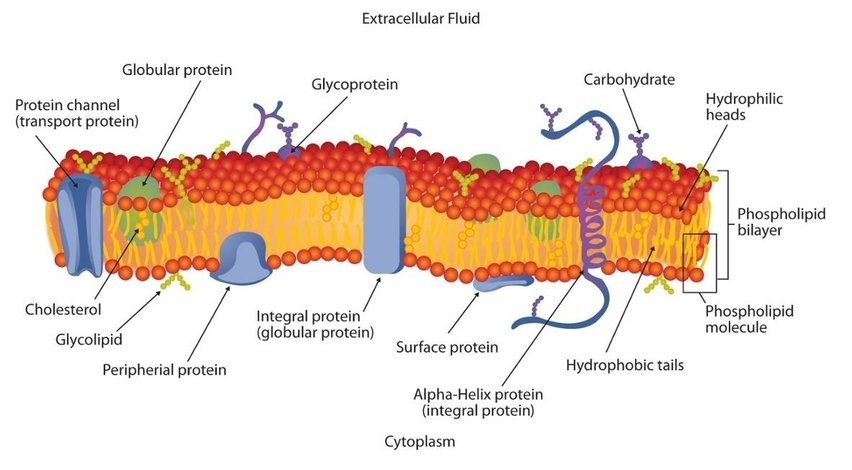 Extracellular Fluid
Globular protein
Glycoprotein
Carbohydrate
Protein channel
(transport protein)
Hydrophilic
heads
Phospholipid
bilayer
Cholesterol
Glycolipid
Peripherial protein
Integral protein
(globular protein)
Surface protein
Alpha-Helix protein
(integral protein)
Hydrophobic tails
Phospholipid
molecule
Cytoplasm